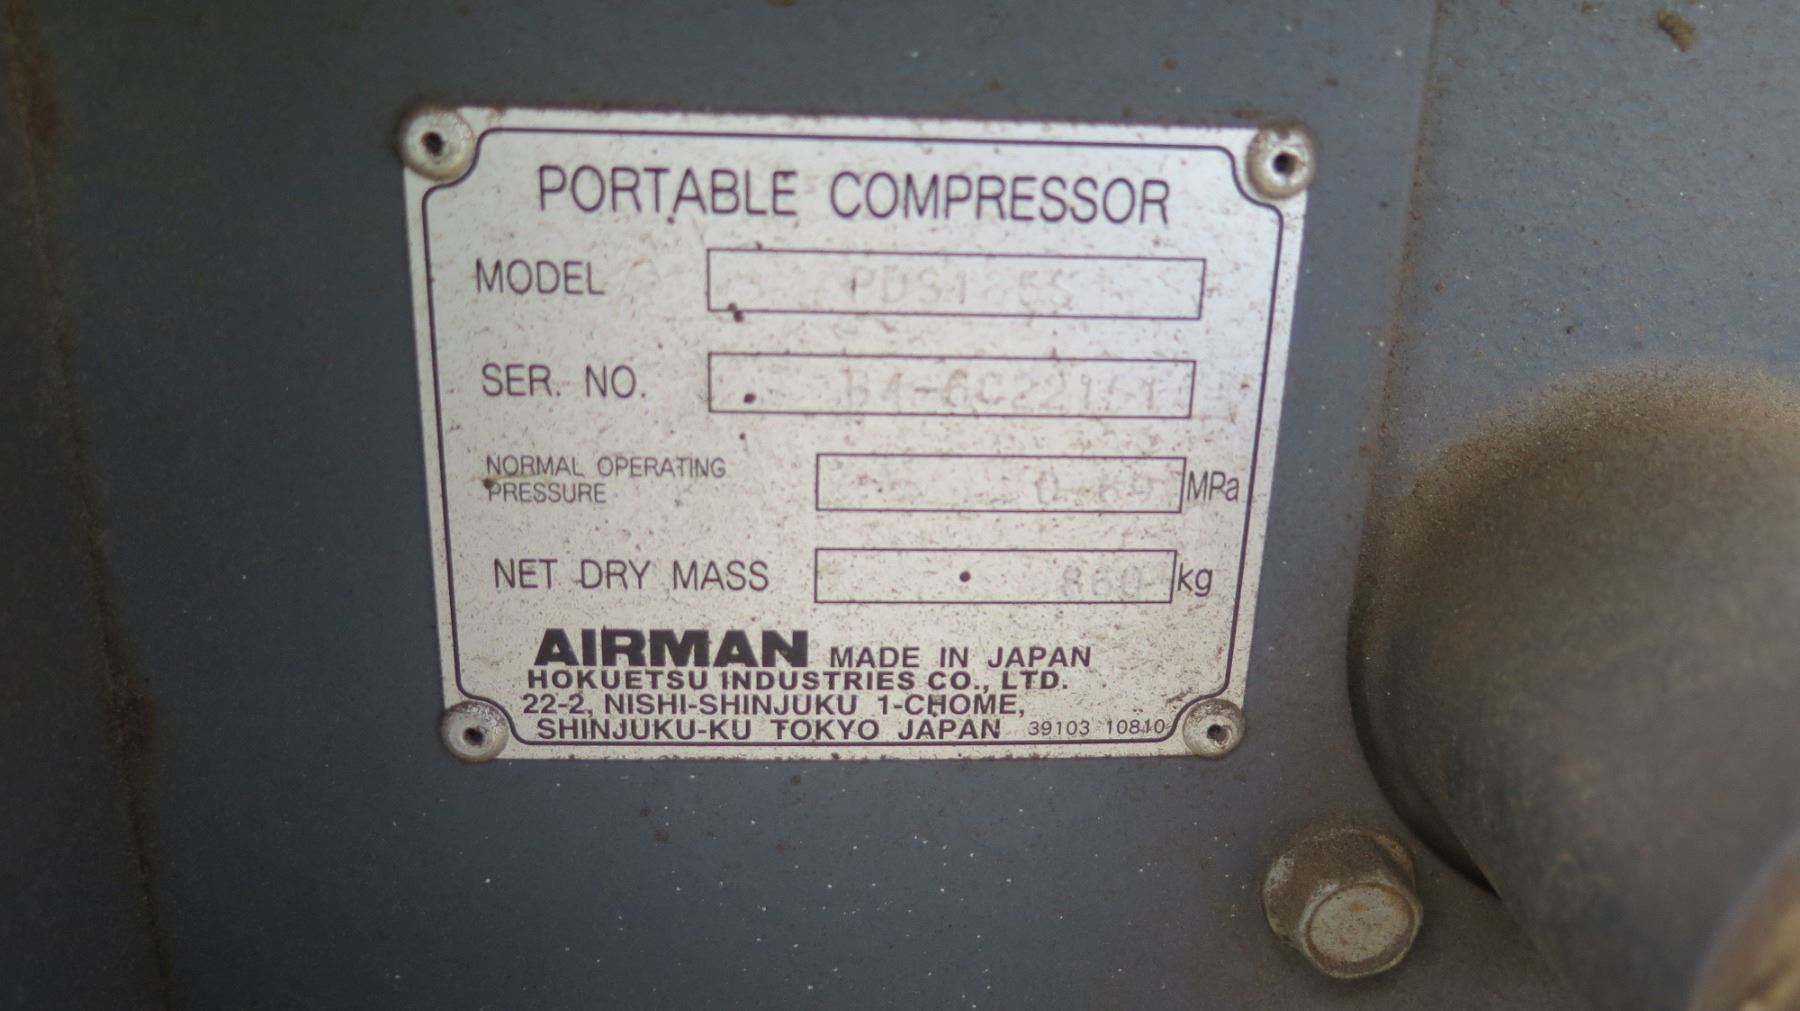 PORTABLE COMPRESSOR
MODEL
SER. NO.
NORMAL OPERATING
PRESSURE MPa
NET DRY MASS 860 kg
AIRMAN MADE IN JAPAN
HOKUETSU INDUSTRIES CO., LTD.
22-2, NISHI-SHINJUKU 1-CHOME,
SHINJUKU-KU TOKYO JAPAN 39103 10810